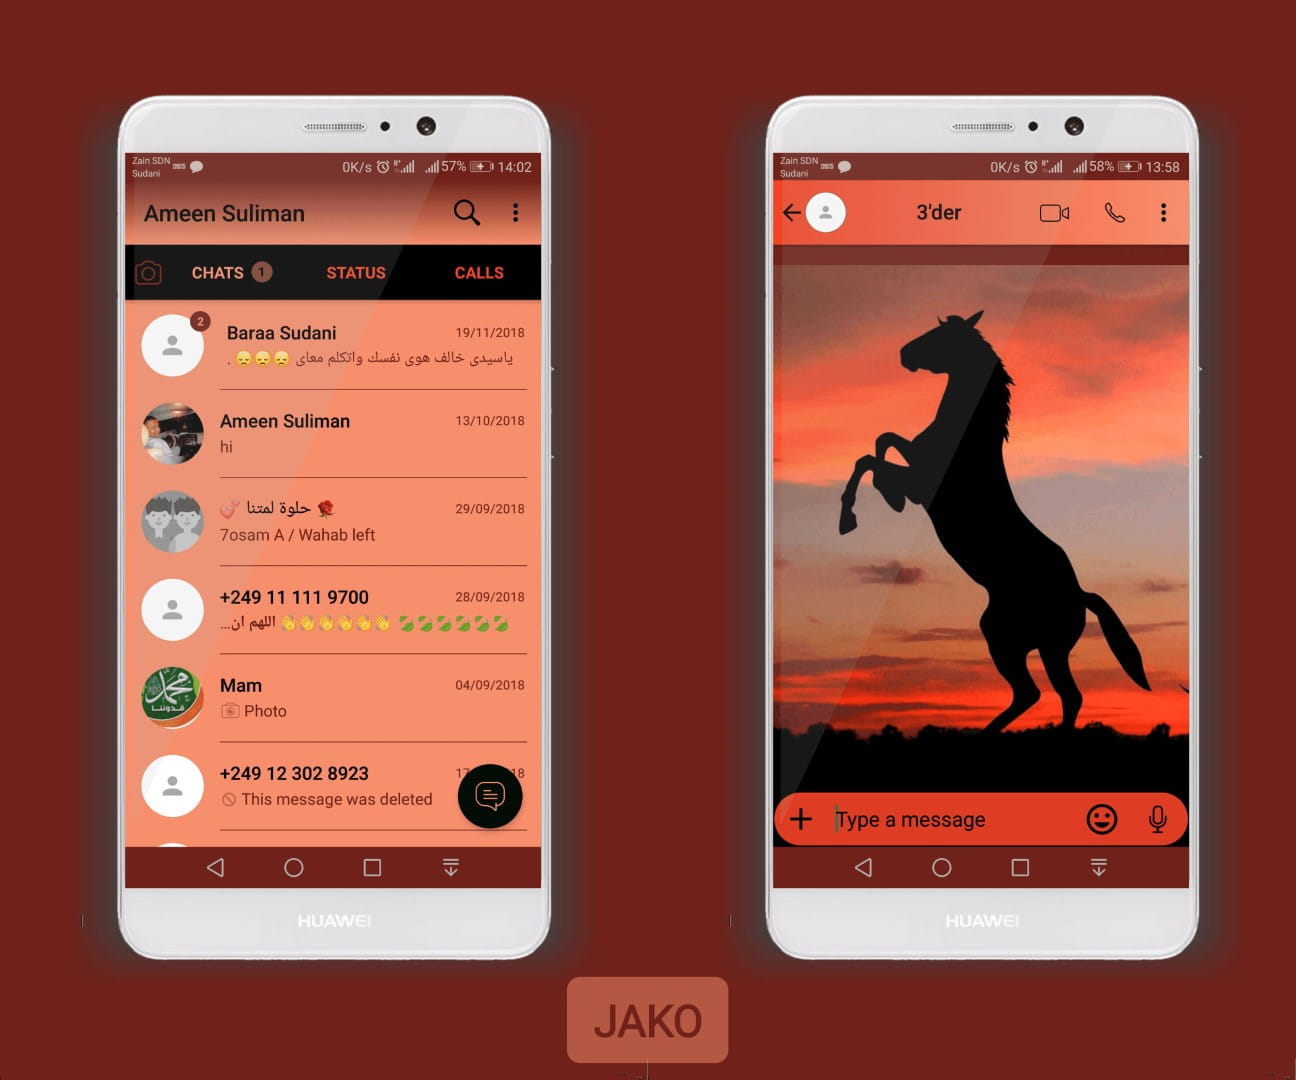 Zain SDN
Sudani
0K/s 57% 14:02
Ameen Suliman
CHATS 1 STATUS CALLS
2
Baraa Sudani 19/11/2018
ياسيدى خالف هوى نفسك واتكلم معاى 😞😞😞 .
Ameen Suliman 13/10/2018
hi
🌹 حلوة لمتنا 💕 29/09/2018
7osam A / Wahab left
+249 11 111 9700 28/09/2018
👋👋👋👋👋👋 اللهم ان...
محمد
قدوتنا
Mam 04/09/2018
Photo
+249 12 302 8923
This message was deleted
HUAWEI
Zain SDN
Sudani
0K/s 58% 13:58
3'der
Type a message
HUAWEI
JAKO